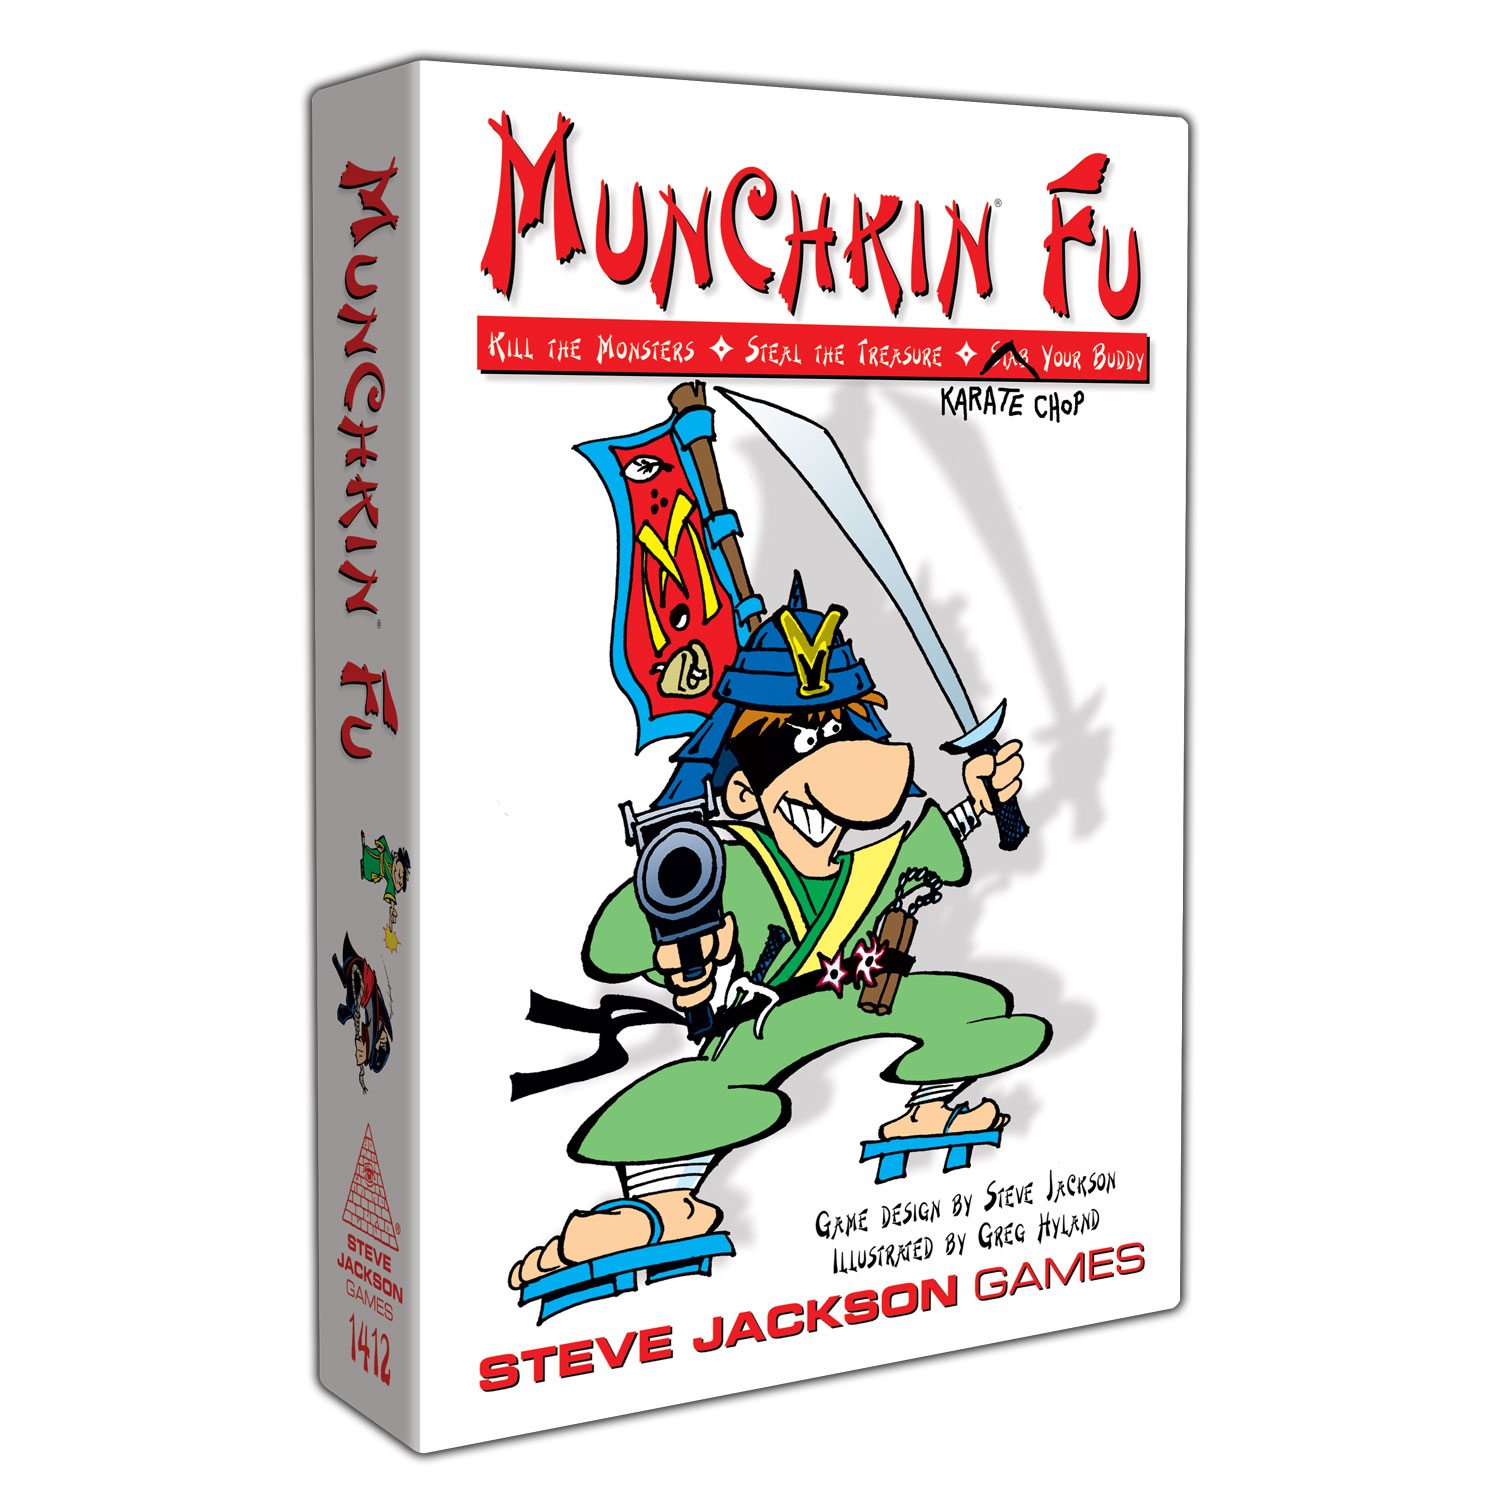 MUNCHKIN® FU
KILL THE MONSTERS ✦ STEAL THE TREASURE ✦ STAB YOUR BUDDY
KARATE CHOP
M
GAME DESIGN BY STEVE JACKSON
ILLUSTRATED BY GREG HYLAND
STEVE JACKSON GAMES
MUNCHKIN® FU
®
STEVE
JACKSON
GAMES
1412